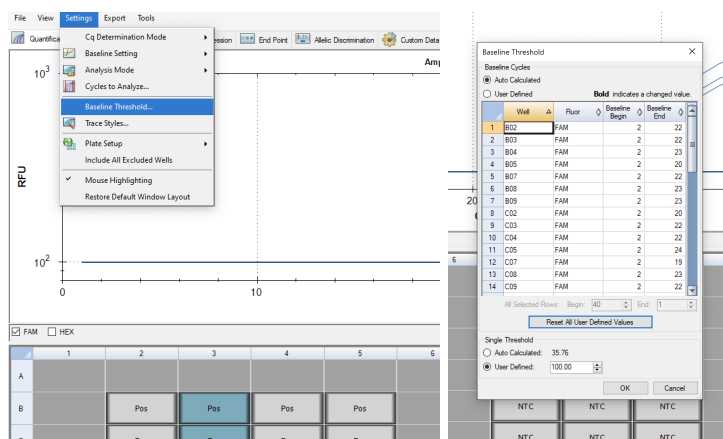 File View Settings Export Tools
Quantifica
Cq Determination Mode
Baseline Setting
Analysis Mode
Cycles to Analyze...
Baseline Threshold...
Trace Styles...
Plate Setup
Include All Excluded Wells
Mouse Highlighting
Restore Default Window Layout
ession End Point Allelic Discrimination Custom Data
Amp
10³
RFU
10²
0 10
FAM HEX
1 2 3 4 5 6
A
B Pos Pos Pos Pos
Baseline Threshold
Baseline Cycles
Auto Calculated
User Defined Bold indicates a changed value.
Well Fluor Baseline Begin Baseline End
1 B02 FAM 2 22
2 B03 FAM 2 22
3 B04 FAM 2 23
4 B05 FAM 2 20
5 B07 FAM 2 22
6 B08 FAM 2 23
7 B09 FAM 2 23
8 C02 FAM 2 20
9 C03 FAM 2 22
10 C04 FAM 2 22
11 C05 FAM 2 24
12 C07 FAM 2 19
13 C08 FAM 2 23
14 C09 FAM 2 22
All Selected Rows: Begin: 40 End: 1
Reset All User Defined Values
Single Threshold
Auto Calculated: 35.76
User Defined: 100.00
OK Cancel
20
6
NTC NTC NTC
NTC NTC NTC